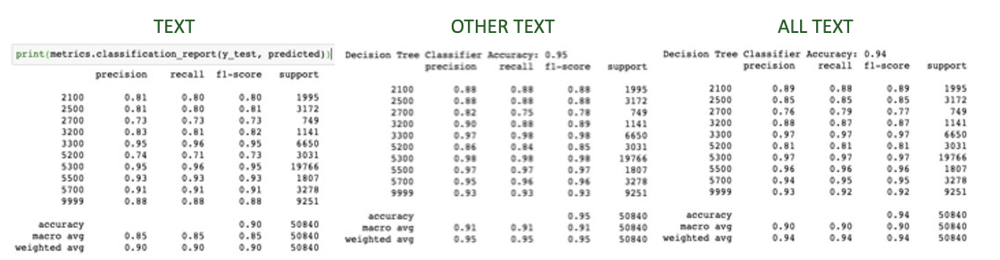 TEXT
print(metrics.classification_report(y_test, predicted))
precision recall f1-score support
2100 0.81 0.80 0.80 1995
2500 0.81 0.80 0.81 3172
2700 0.73 0.73 0.73 749
3200 0.83 0.81 0.82 1141
3300 0.95 0.96 0.95 6650
5200 0.74 0.71 0.73 3031
5300 0.95 0.96 0.95 19766
5500 0.93 0.93 0.93 1807
5700 0.91 0.91 0.91 3278
9999 0.88 0.88 0.88 9251
accuracy 0.90 50840
macro avg 0.85 0.85 0.85 50840
weighted avg 0.90 0.90 0.90 50840
OTHER TEXT
Decision Tree Classifier Accuracy: 0.95
precision recall f1-score support
2100 0.88 0.88 0.88 1995
2500 0.88 0.88 0.88 3172
2700 0.82 0.75 0.78 749
3200 0.90 0.88 0.89 1141
3300 0.97 0.98 0.98 6650
5200 0.86 0.84 0.85 3031
5300 0.98 0.98 0.98 19766
5500 0.97 0.97 0.97 1807
5700 0.95 0.96 0.96 3278
9999 0.93 0.93 0.93 9251
accuracy 0.95 50840
macro avg 0.91 0.91 0.91 50840
weighted avg 0.95 0.95 0.95 50840
ALL TEXT
Decision Tree Classifier Accuracy: 0.94
precision recall f1-score support
2100 0.89 0.88 0.89 1995
2500 0.85 0.85 0.85 3172
2700 0.76 0.79 0.77 749
3200 0.88 0.87 0.87 1141
3300 0.97 0.97 0.97 6650
5200 0.81 0.81 0.81 3031
5300 0.97 0.97 0.97 19766
5500 0.96 0.96 0.96 1807
5700 0.94 0.95 0.95 3278
9999 0.93 0.92 0.92 9251
accuracy 0.94 50840
macro avg 0.90 0.90 0.90 50840
weighted avg 0.94 0.94 0.94 50840